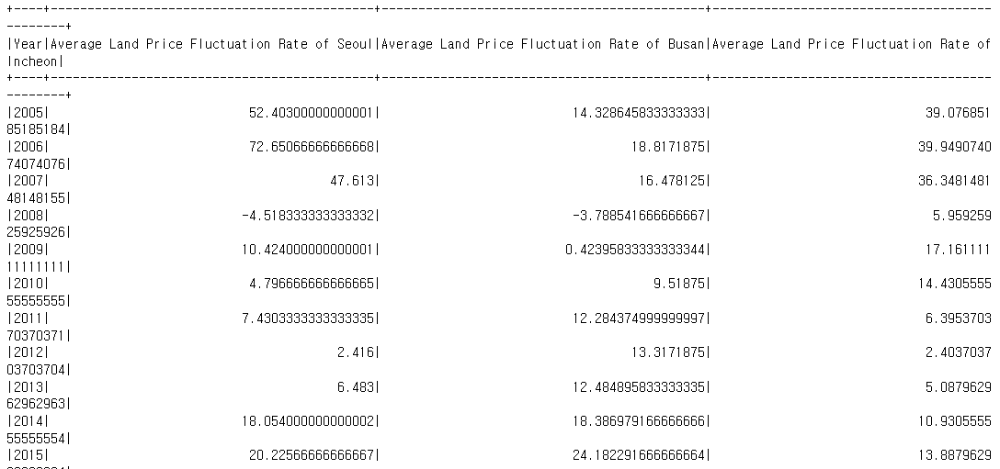 +----+--------------------------------------------+--------------------------------------------+--------------------------------------
--------+
|Year|Average Land Price Fluctuation Rate of Seoul|Average Land Price Fluctuation Rate of Busan|Average Land Price Fluctuation Rate of
Incheon|
+----+--------------------------------------------+--------------------------------------------+--------------------------------------
--------+
|2005| 52.40300000000001| 14.328645833333333| 39.076851
85185184|
|2006| 72.65066666666668| 18.8171875| 39.9490740
74074076|
|2007| 47.613| 16.478125| 36.3481481
48148155|
|2008| -4.518333333333332| -3.788541666666667| 5.959259
25925926|
|2009| 10.424000000000001| 0.42395833333333344| 17.161111
11111111|
|2010| 4.796666666666665| 9.51875| 14.4305555
55555555|
|2011| 7.4303333333333335| 12.284374999999997| 6.3953703
70370371|
|2012| 2.416| 13.3171875| 2.4037037
03703704|
|2013| 6.483| 12.484895833333335| 5.0879629
62962963|
|2014| 18.054000000000002| 18.386979166666666| 10.9305555
55555554|
|2015| 20.22566666666667| 24.182291666666664| 13.8879629